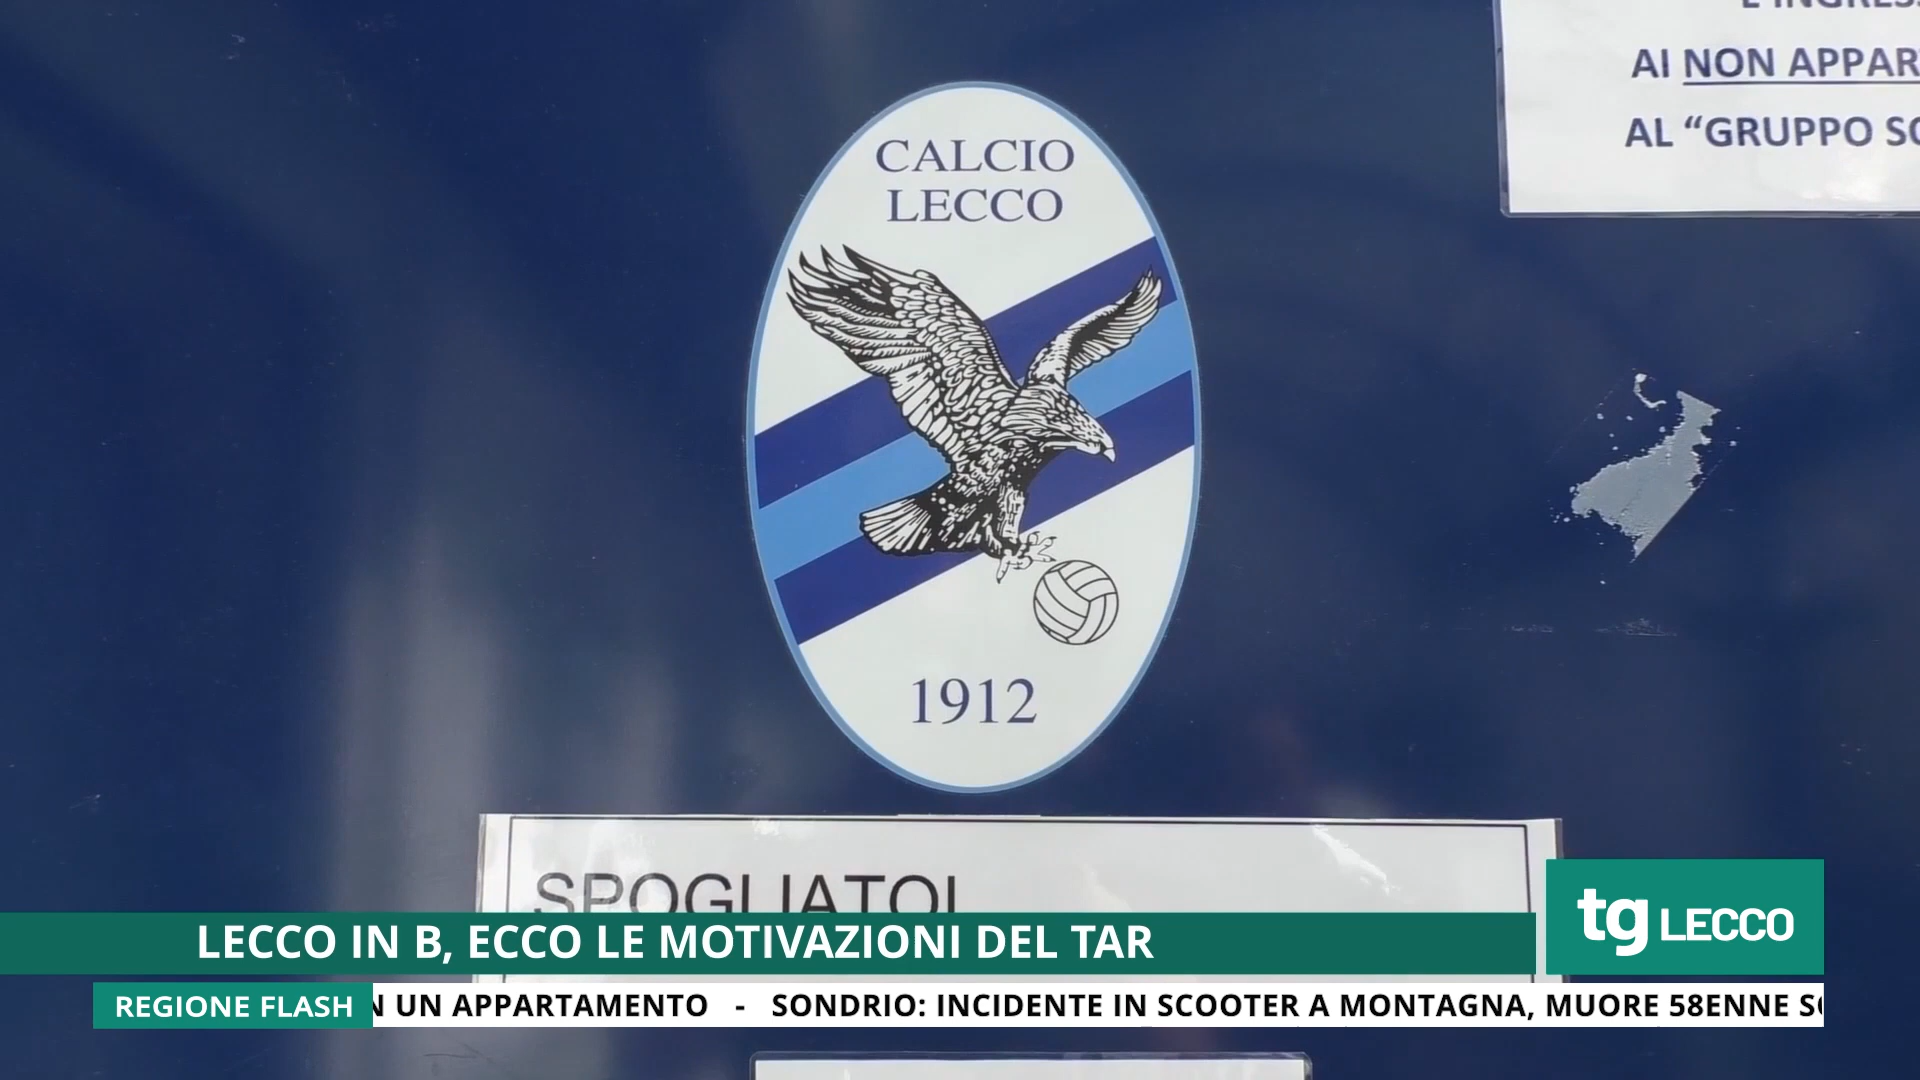 AI NON APPAR
AL “GRUPPO SO
CALCIO
LECCO
1912
SPOGLIATOI
LECCO IN B, ECCO LE MOTIVAZIONI DEL TAR
tg LECCO
REGIONE FLASH
N UN APPARTAMENTO - SONDRIO: INCIDENTE IN SCOOTER A MONTAGNA, MUORE 58ENNE